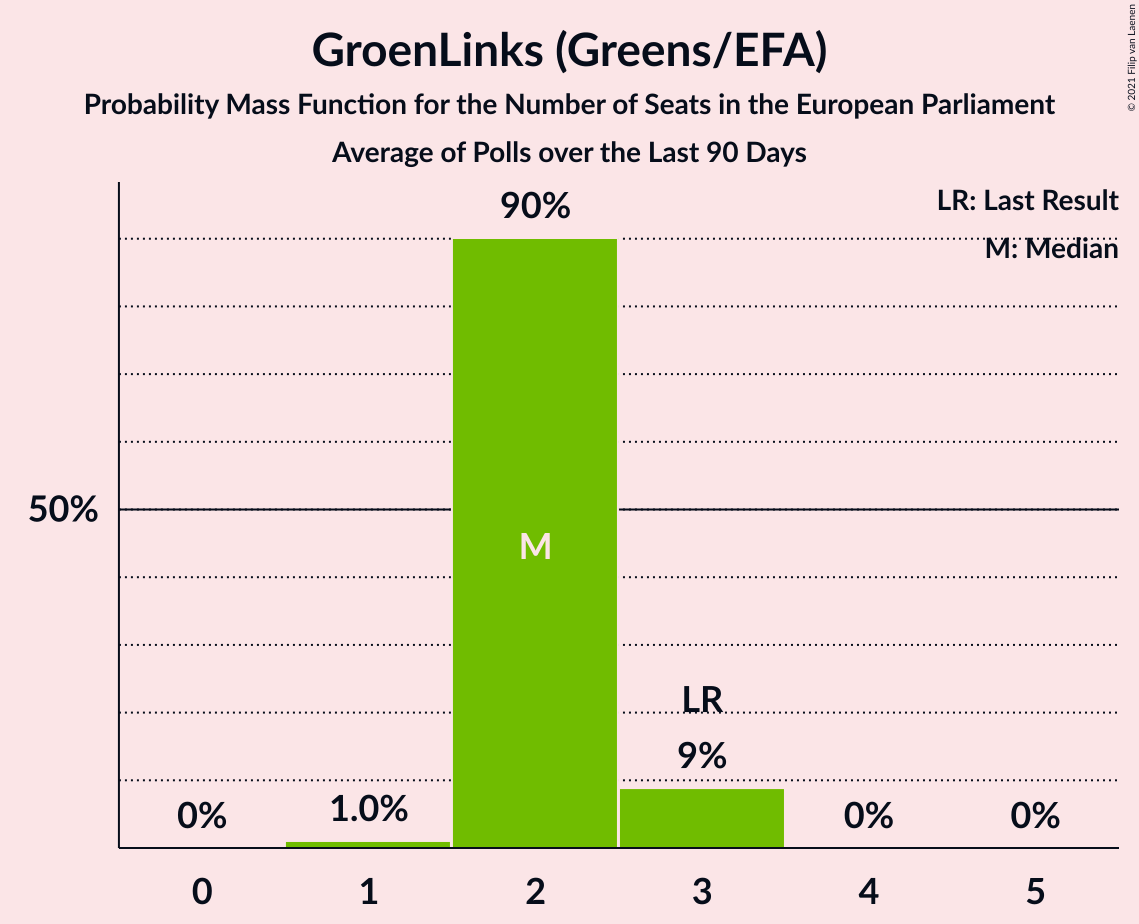 GroenLinks (Greens/EFA)
Probability Mass Function for the Number of Seats in the European Parliament
Average of Polls over the Last 90 Days
© 2021 Filip van Laenen
LR: Last Result
M: Median
90%
50%
M
LR
9%
0%
1.0%
0%
0%
0
1
2
3
4
5